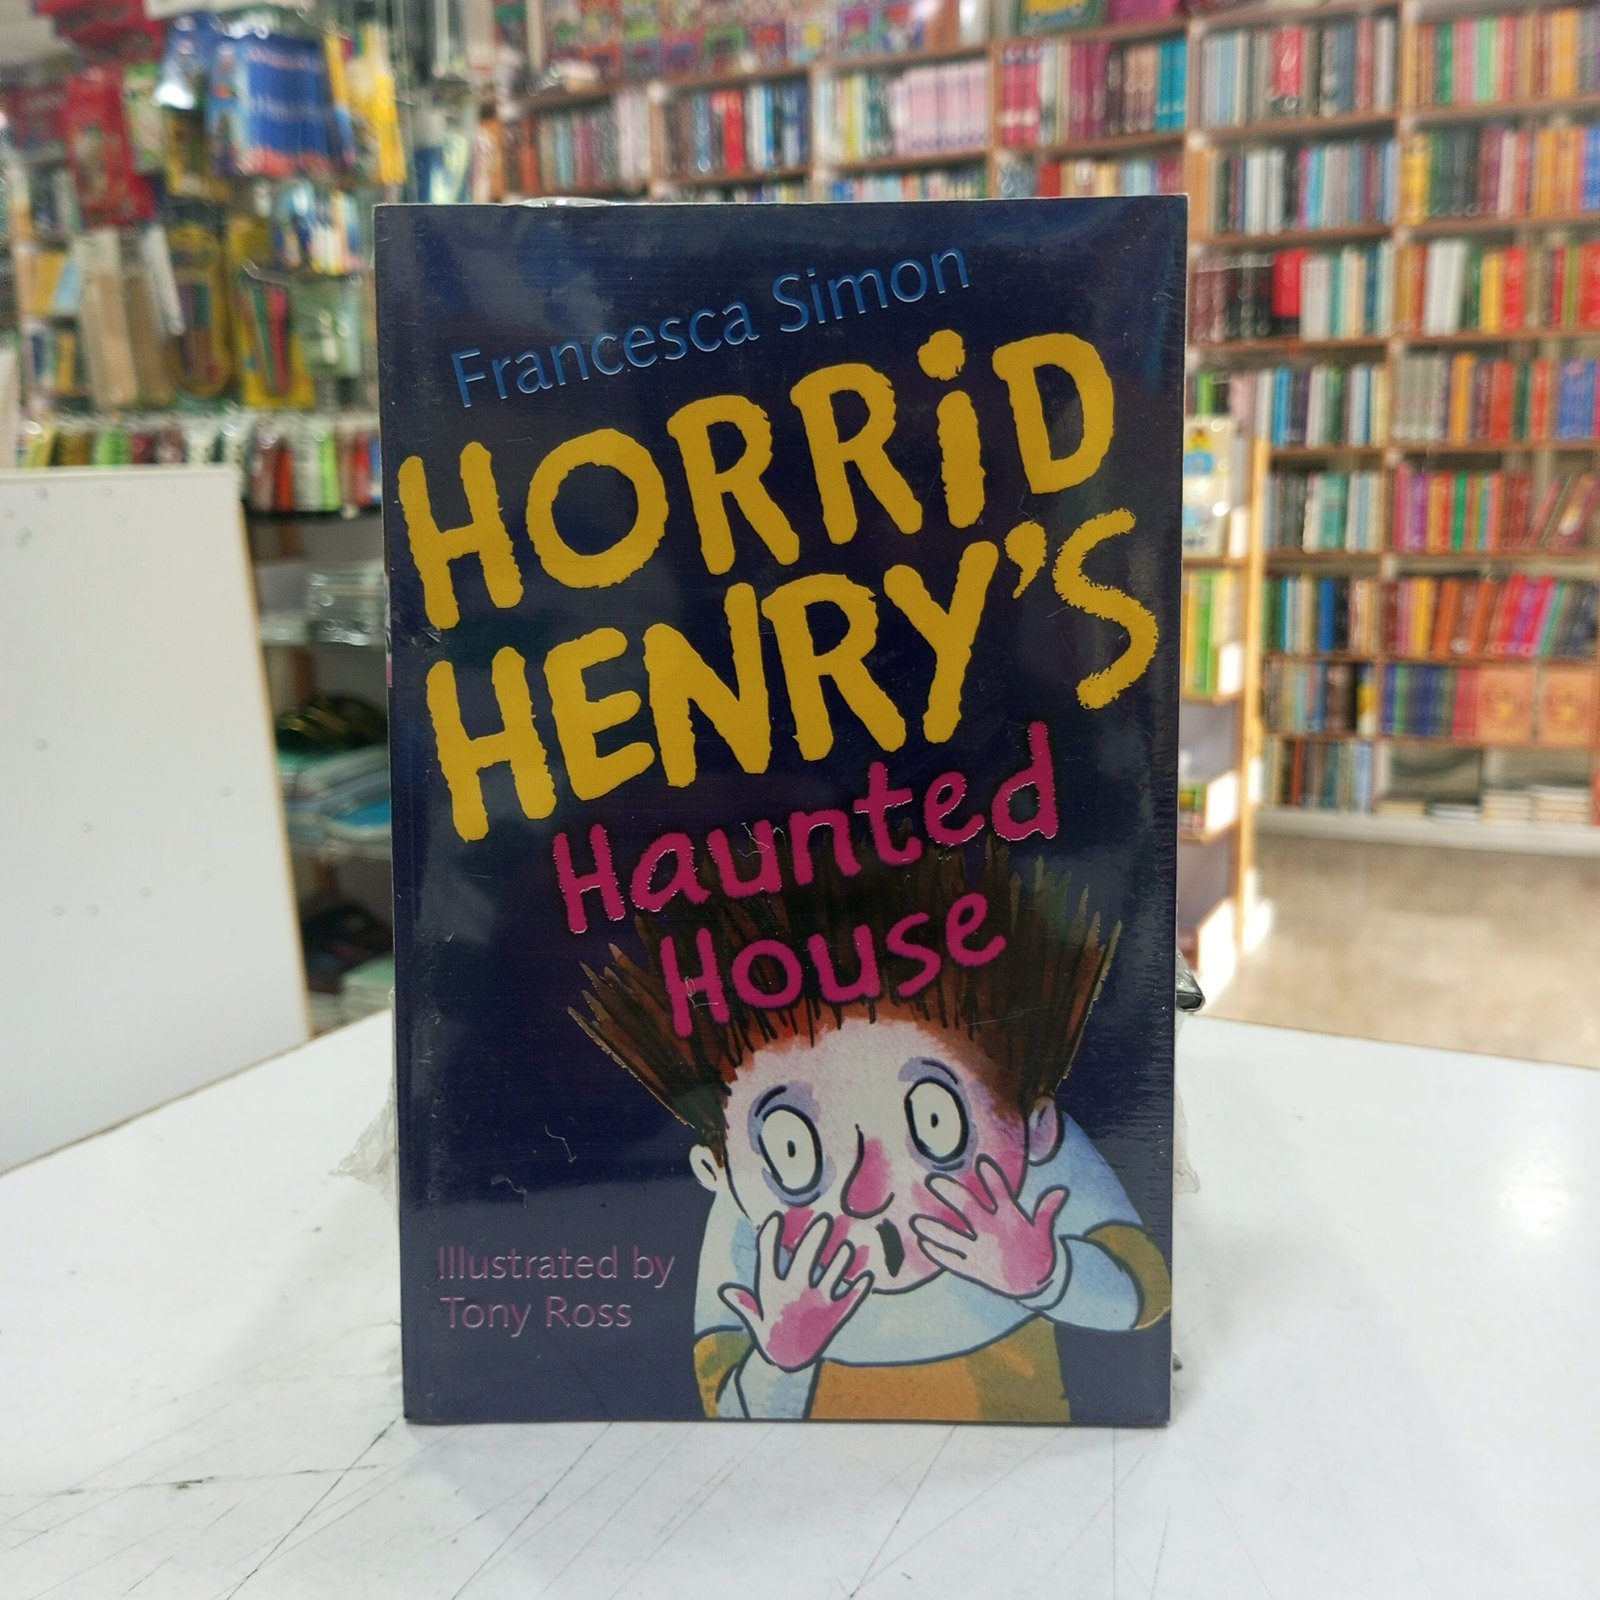 Francesca Simon
HORRiD
HENRY'S
Haunted
House
Illustrated by
Tony Ross